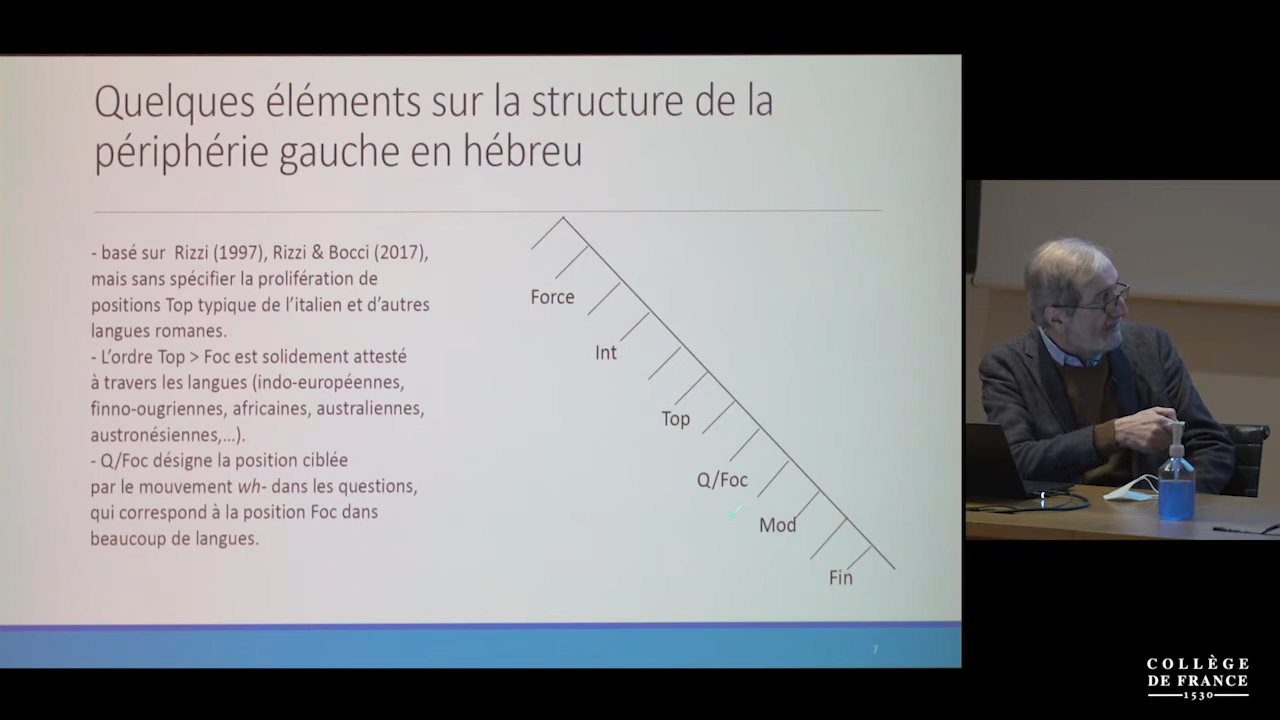 Quelques éléments sur la structure de la
périphérie gauche en hébreu
- basé sur Rizzi (1997), Rizzi & Bocci (2017),
mais sans spécifier la prolifération de
positions Top typique de l'italien et d'autres
langues romanes.
- L'ordre Top > Foc est solidement attesté
à travers les langues (indo-européennes,
finno-ougriennes, africaines, australiennes,
austronésiennes,...).
- Q/Foc désigne la position ciblée
par le mouvement wh- dans les questions,
qui correspond à la position Foc dans
beaucoup de langues.
Force
Int
Top
Q/Foc
Mod
Fin
7
COLLÈGE
DE FRANCE
1530